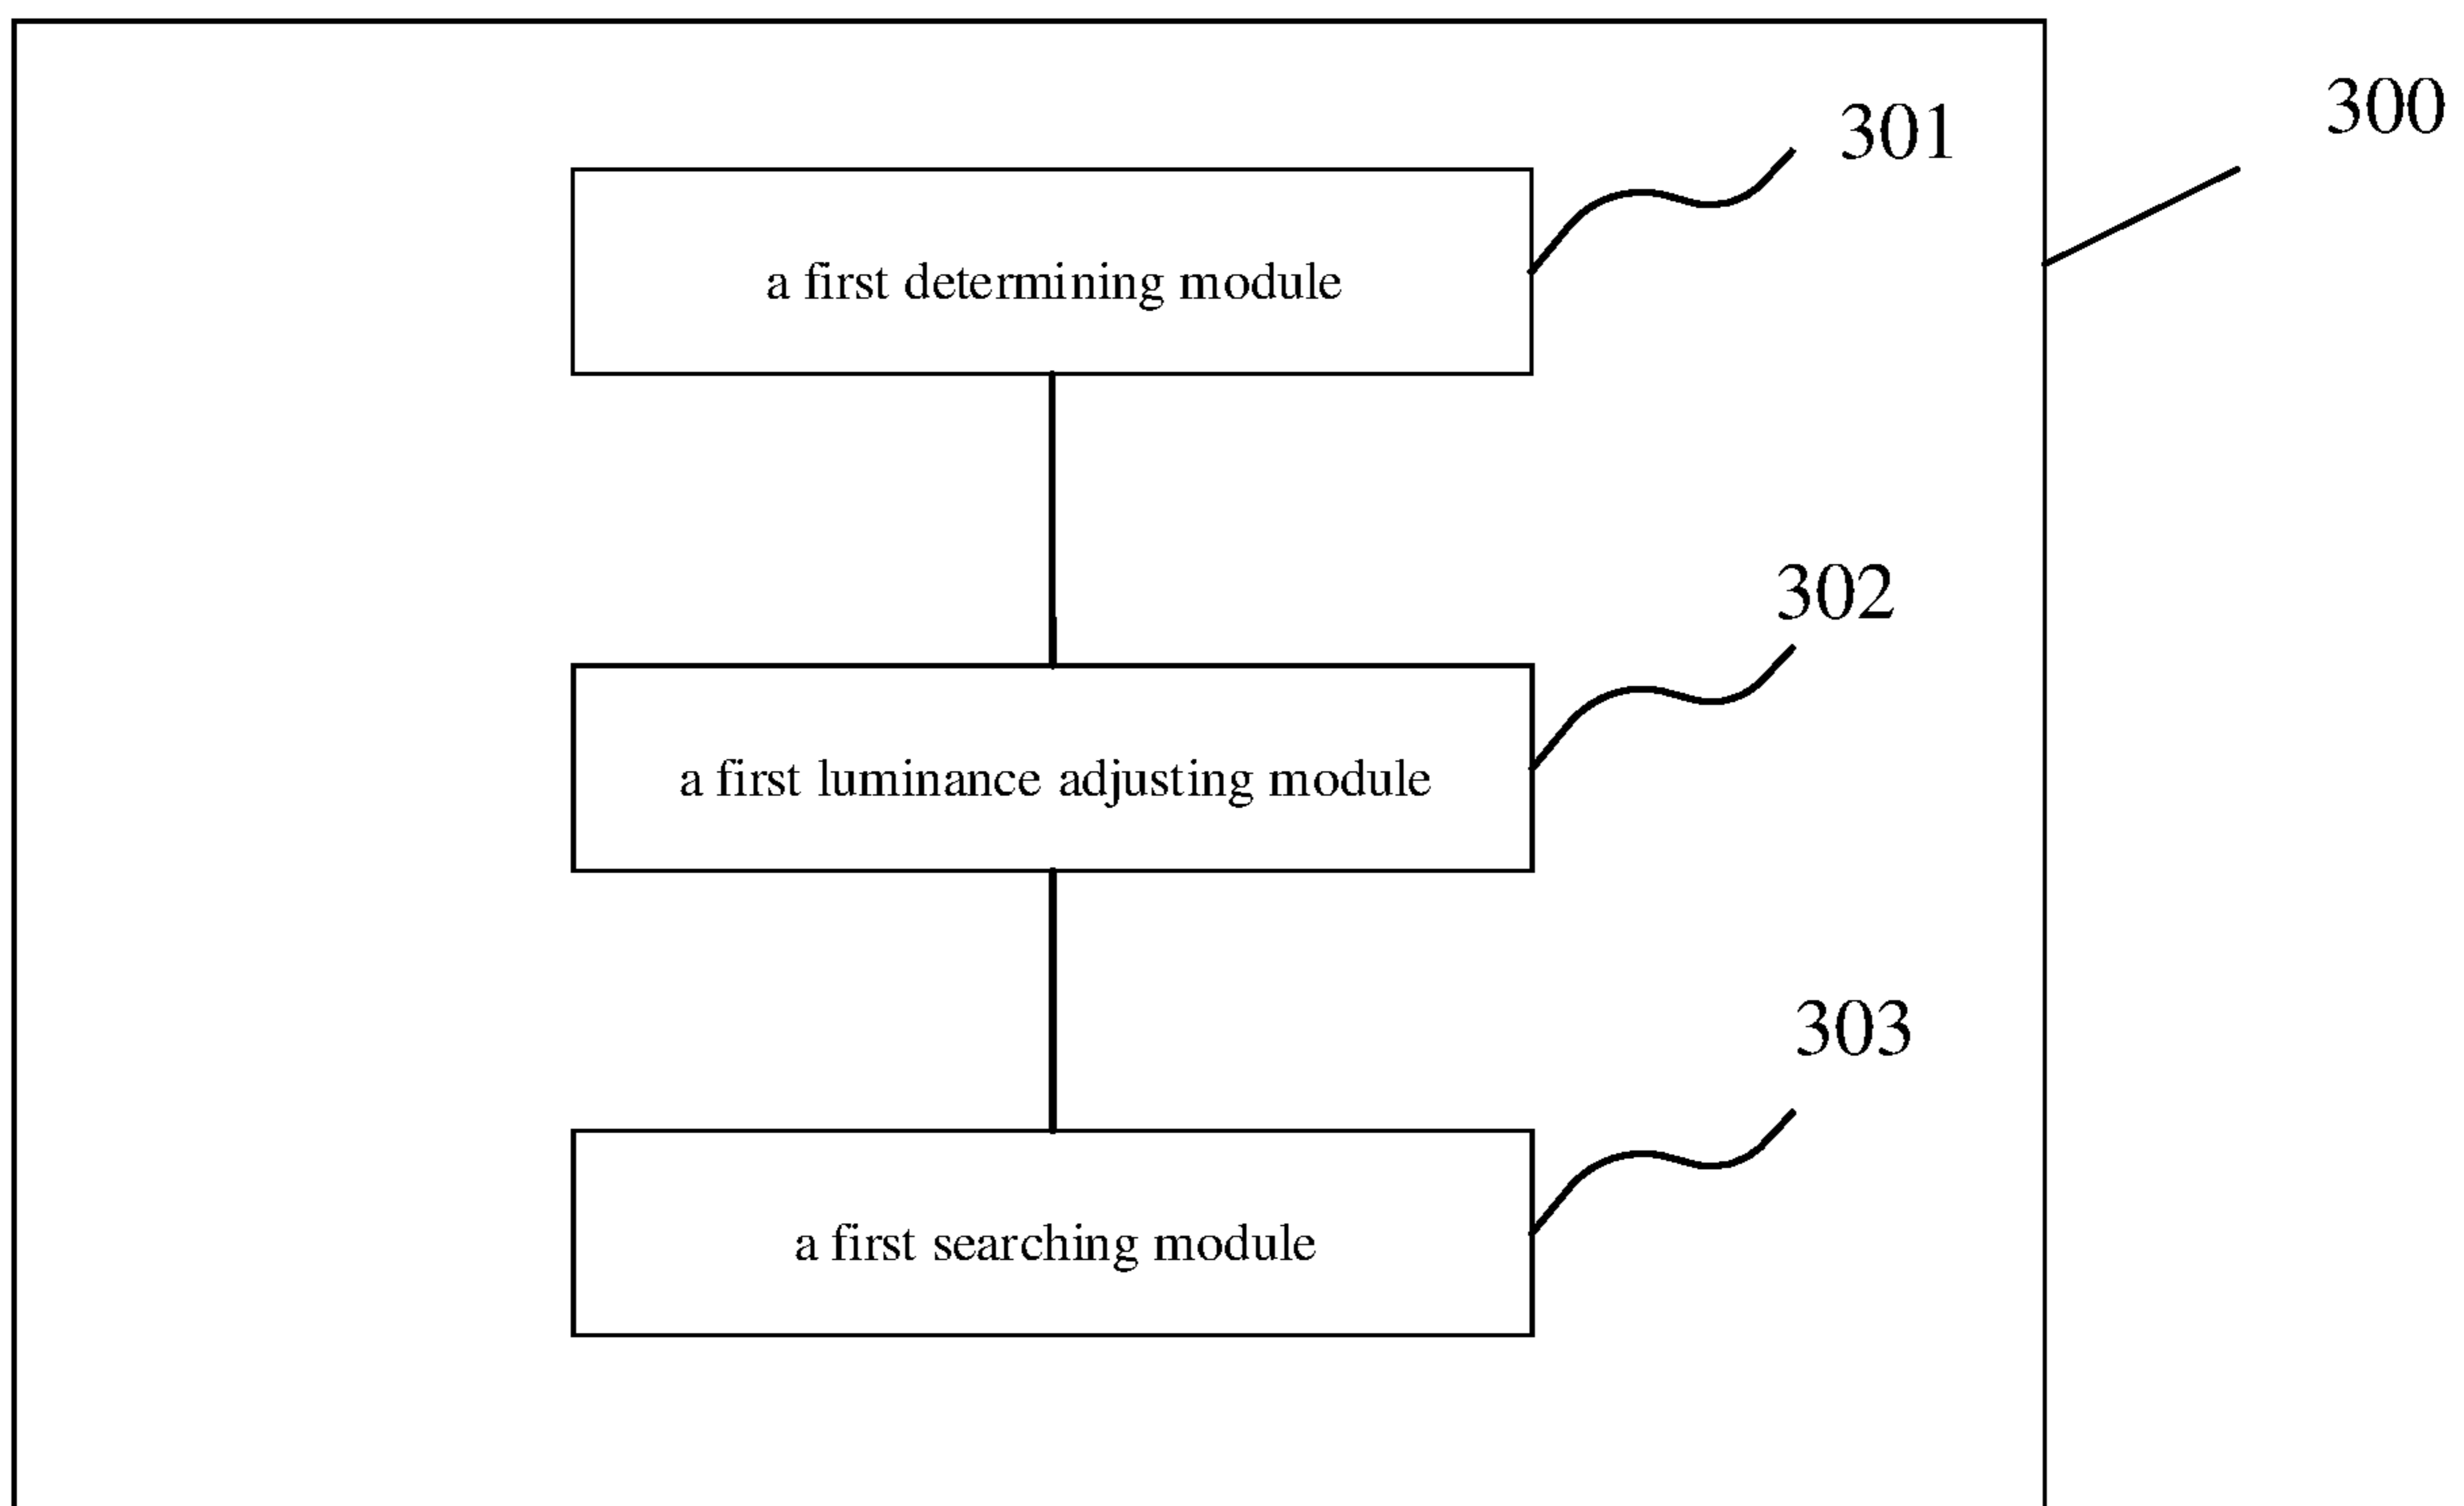 300
301
a first determining module
302
a first luminance adjusting module
303
a first searching module